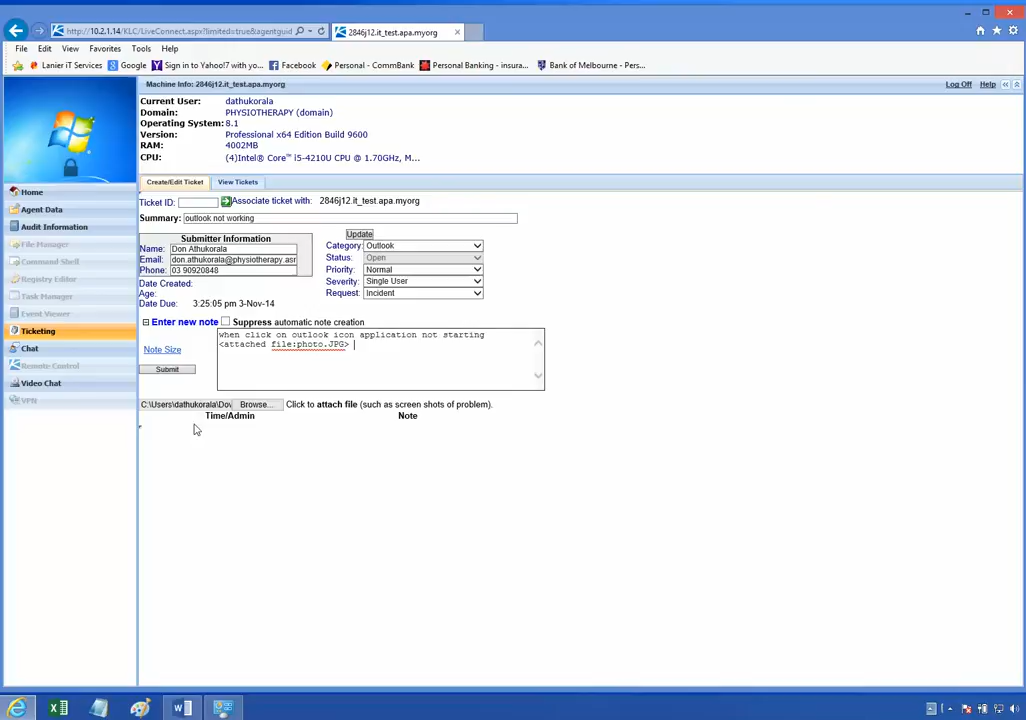 http://10.2.1.14/KLC/LiveConnect.aspx?limited=true&agentguid
2846j12.it_test.apa.myorg
File Edit View Favorites Tools Help
Lanier iT Services Google Sign in to Yahoo!7 with yo... Facebook Personal - CommBank Personal Banking - insura... Bank of Melbourne - Pers...
Machine Info: 2846j12.it_test.apa.myorg
Log Off Help
Current User: dathukorala
Domain: PHYSIOTHERAPY (domain)
Operating System: 8.1
Version: Professional x64 Edition Build 9600
RAM: 4002MB
CPU: (4)Intel® Core™ i5-4210U CPU @ 1.70GHz, M...
Create/Edit Ticket View Tickets
Home
Agent Data
Audit Information
File Manager
Command Shell
Registry Editor
Task Manager
Event Viewer
Ticketing
Chat
Remote Control
Video Chat
VPN
Ticket ID: Associate ticket with: 2846j12.it_test.apa.myorg
Summary: outlook not working
Submitter Information
Name: Don Athukorala
Email: don.athukorala@physiotherapy.asn
Phone: 03 90920848
Date Created:
Age:
Date Due: 3:25:05 pm 3-Nov-14
Update
Category: Outlook
Status: Open
Priority: Normal
Severity: Single User
Request: Incident
Enter new note Suppress automatic note creation
when click on outlook icon application not starting
<attached file:photo.JPG>
Note Size
Submit
C:\Users\dathukorala\Dov Browse... Click to attach file (such as screen shots of problem).
Time/Admin Note